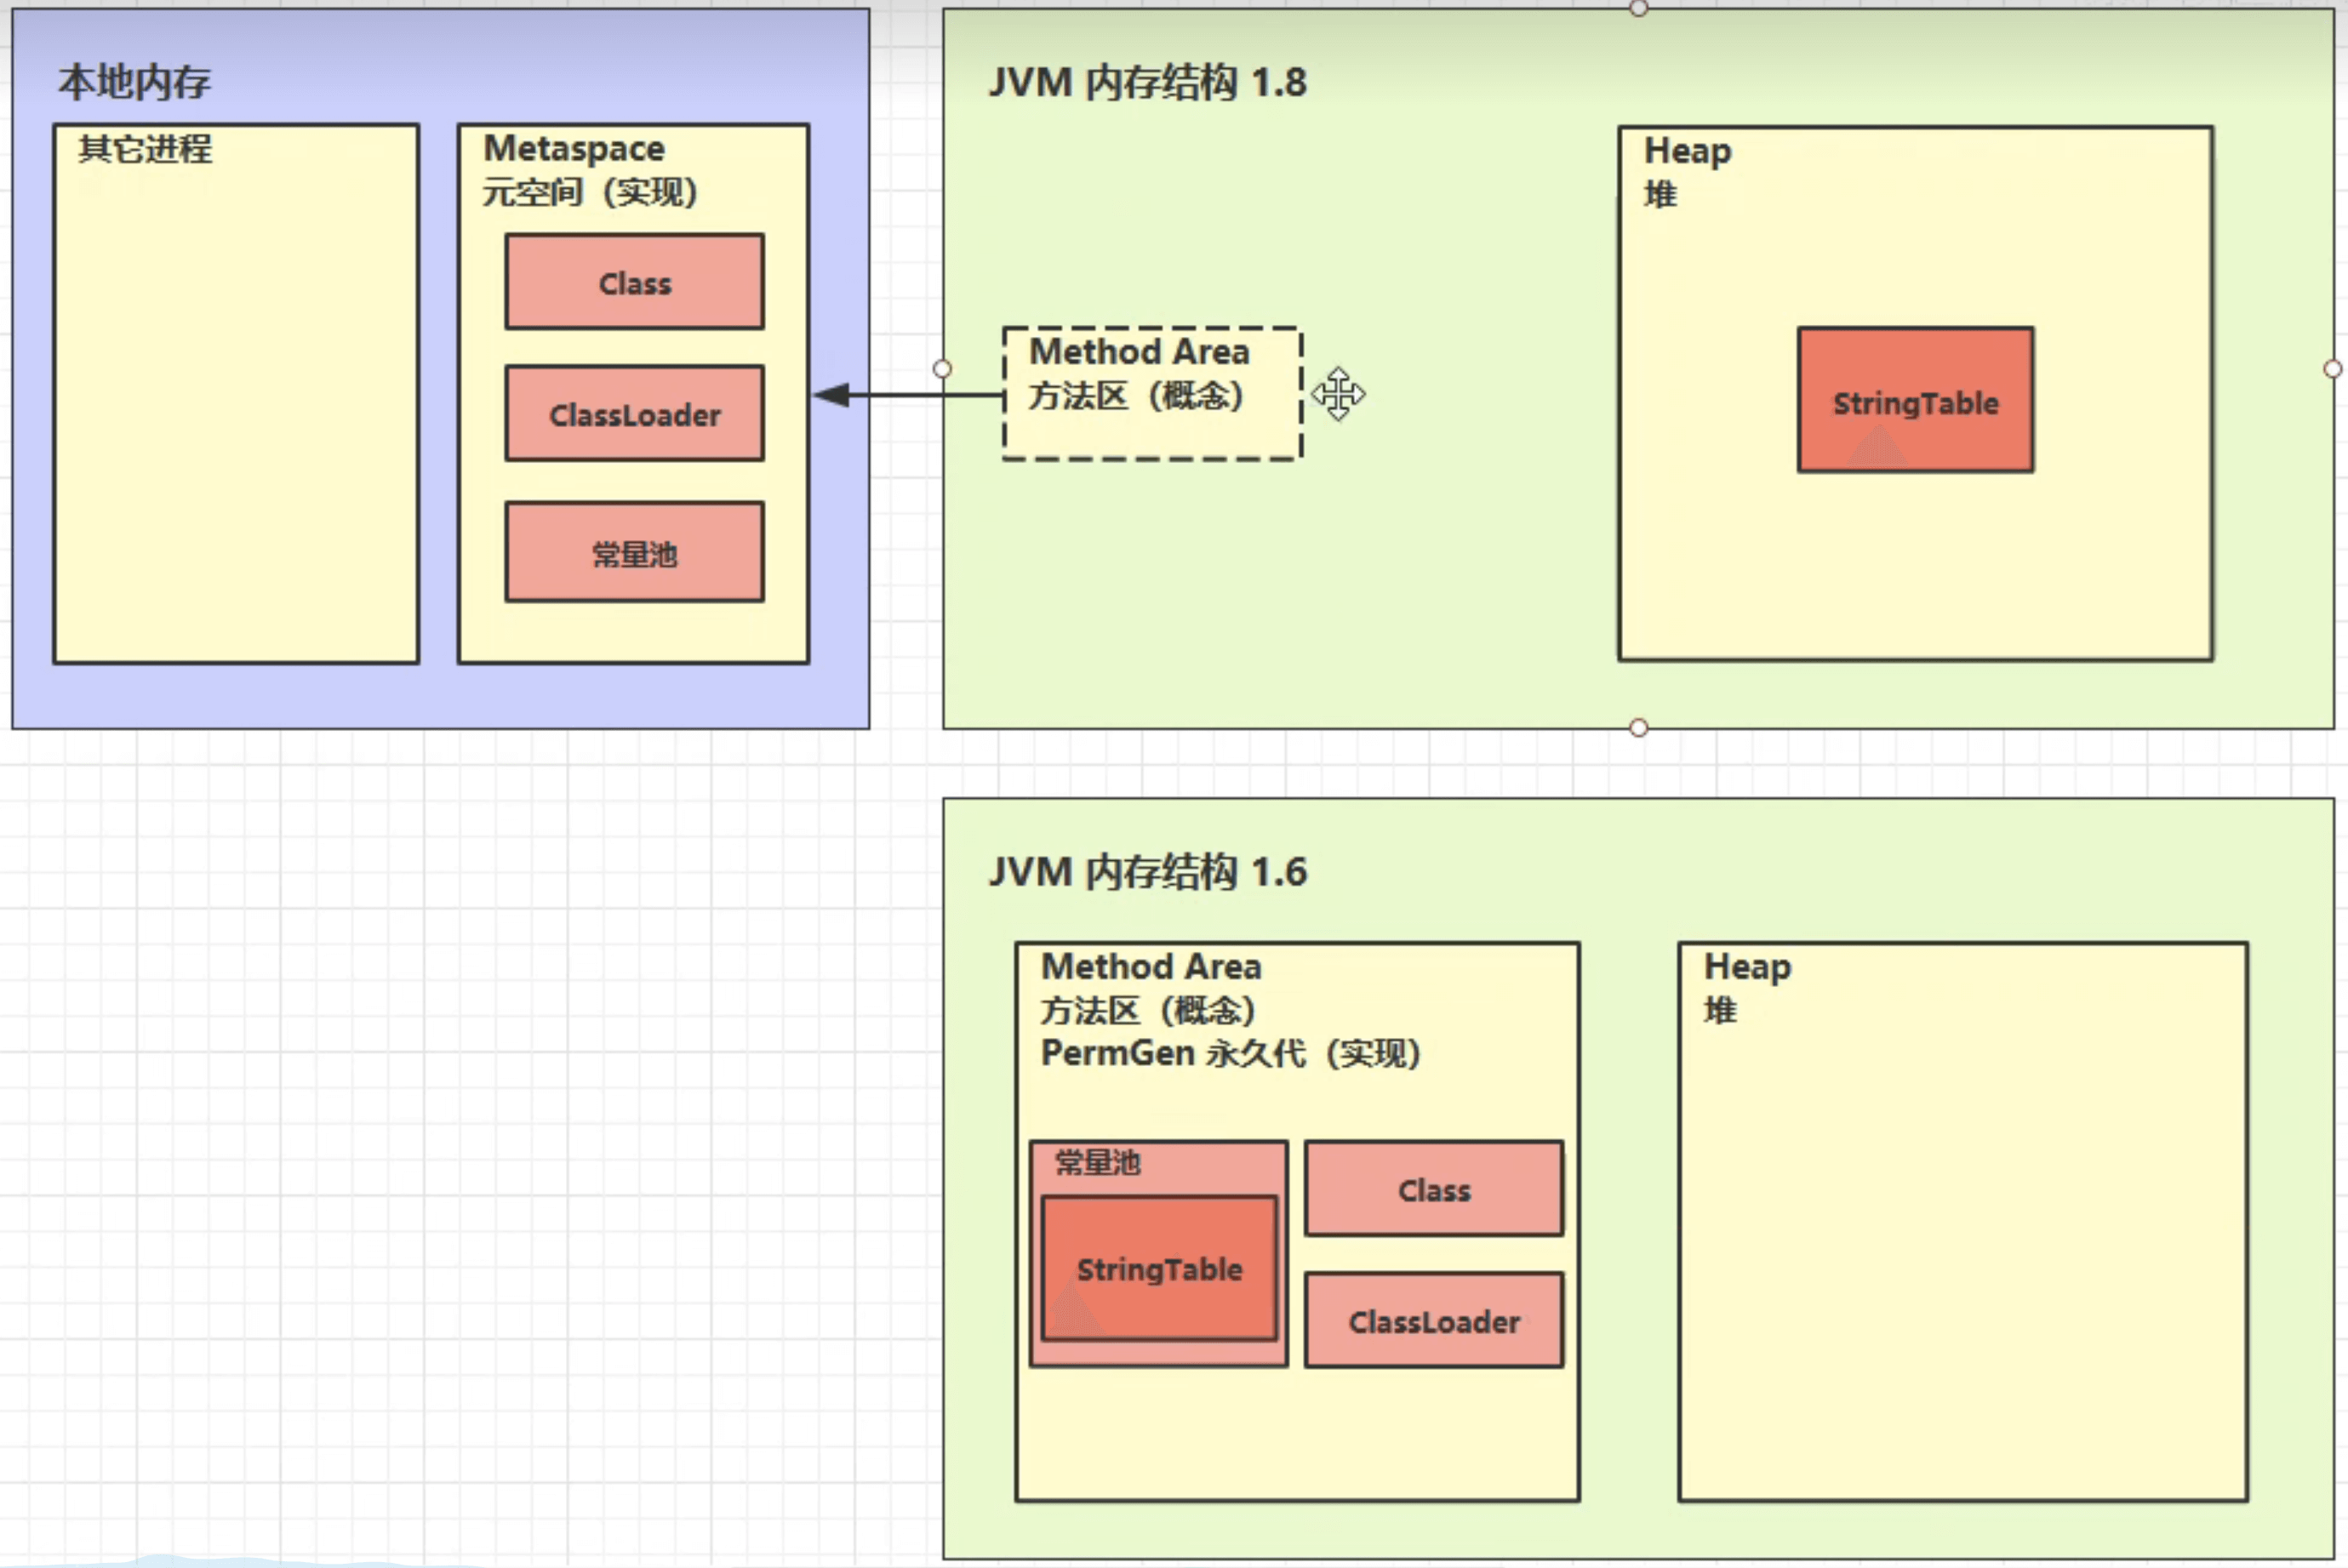 本地内存
其它进程
Metaspace
元空间（实现）
Class
ClassLoader
常量池
JVM 内存结构 1.8
Method Area
方法区（概念）
Heap
堆
StringTable
JVM 内存结构 1.6
Method Area
方法区（概念）
PermGen 永久代（实现）
常量池
StringTable
Class
ClassLoader
Heap
堆